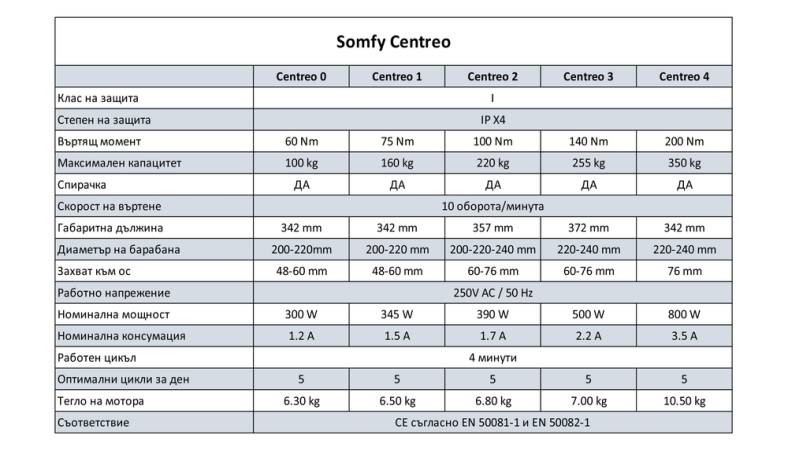 Somfy Centreo
Centreo 0 Centreo 1 Centreo 2 Centreo 3 Centreo 4
Клас на защита I
Степен на защита IP X4
Въртящ момент 60 Nm 75 Nm 100 Nm 140 Nm 200 Nm
Максимален капацитет 100 kg 160 kg 220 kg 255 kg 350 kg
Спирачка ДА ДА ДА ДА ДА
Скорост на въртене 10 оборота/минута
Габаритна дължина 342 mm 342 mm 357 mm 372 mm 342 mm
Диаметър на барабана 200-220mm 200-220 mm 200-220-240 mm 220-240 mm 220-240 mm
Захват към ос 48-60 mm 48-60 mm 60-76 mm 60-76 mm 76 mm
Работно напрежение 250V AC / 50 Hz
Номинална мощност 300 W 345 W 390 W 500 W 800 W
Номинална консумация 1.2 A 1.5 A 1.7 A 2.2 A 3.5 A
Работен цикъл 4 минути
Оптимални цикли за ден 5 5 5 5 5
Тегло на мотора 6.30 kg 6.50 kg 6.80 kg 7.00 kg 10.50 kg
Съответствие CE съгласно EN 50081-1 и EN 50082-1